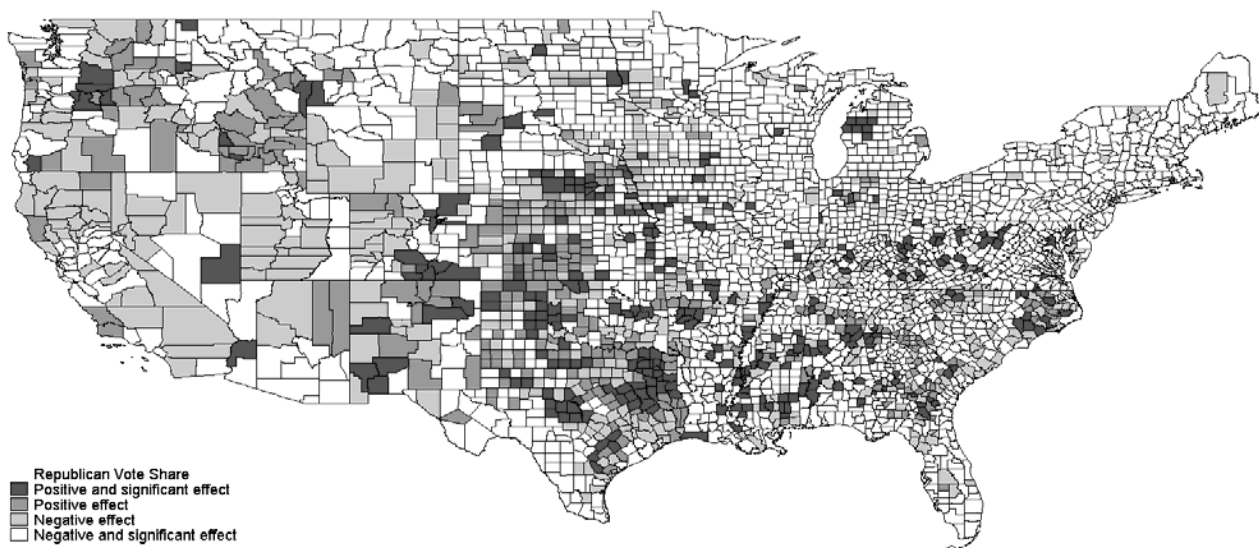 Republican Vote Share
Positive and significant effect
Positive effect
Negative effect
Negative and significant effect